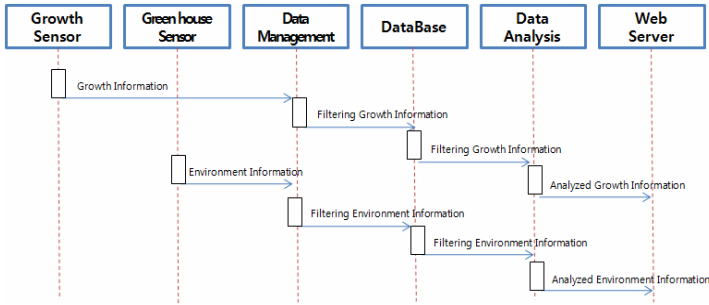 Growth
Sensor
Green house
Sensor
Data
Management
DataBase
Data
Analysis
Web
Server
Growth Information
Filtering Growth Information
Filtering Growth Information
Environment Information
Analyzed Growth Information
Filtering Environment Information
Filtering Environment Information
Analyzed Environment Information